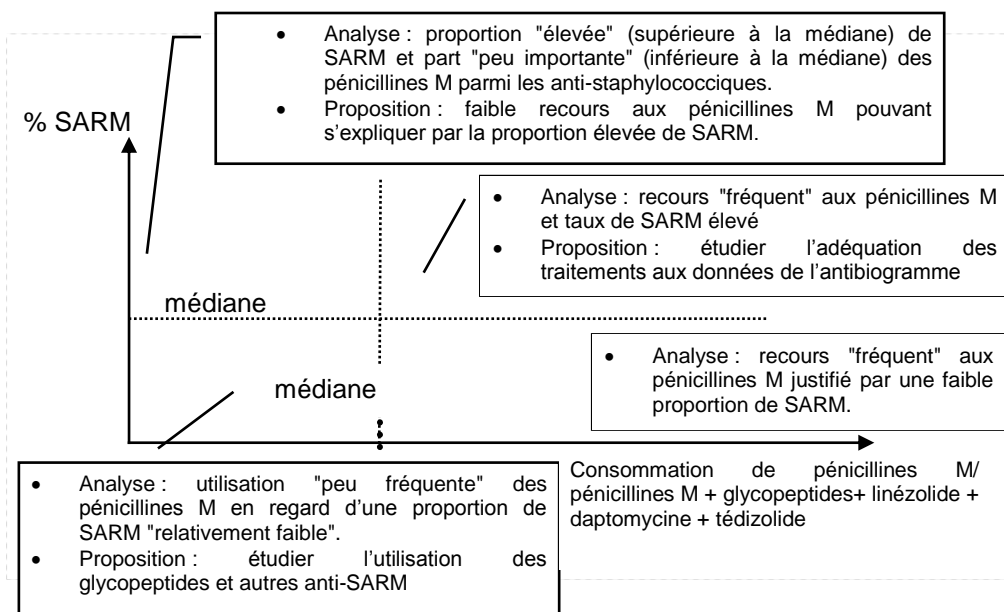 • Analyse : proportion "élevée" (supérieure à la médiane) de
SARM et part "peu importante" (inférieure à la médiane) des
pénicillines M parmi les anti-staphylococciques.
• Proposition : faible recours aux pénicillines M pouvant
s'expliquer par la proportion élevée de SARM.
% SARM
• Analyse : recours "fréquent" aux pénicillines M
et taux de SARM élevé
• Proposition : étudier l'adéquation des
traitements aux données de l'antibiogramme
médiane
• Analyse : recours "fréquent" aux
pénicillines M justifié par une faible
proportion de SARM.
médiane
• Analyse : utilisation "peu fréquente" des
pénicillines M en regard d'une proportion de
SARM "relativement faible".
• Proposition : étudier l'utilisation des
glycopeptides et autres anti-SARM
Consommation de pénicillines M/
pénicillines M + glycopeptides+ linézolide +
daptomycine + tédizolide